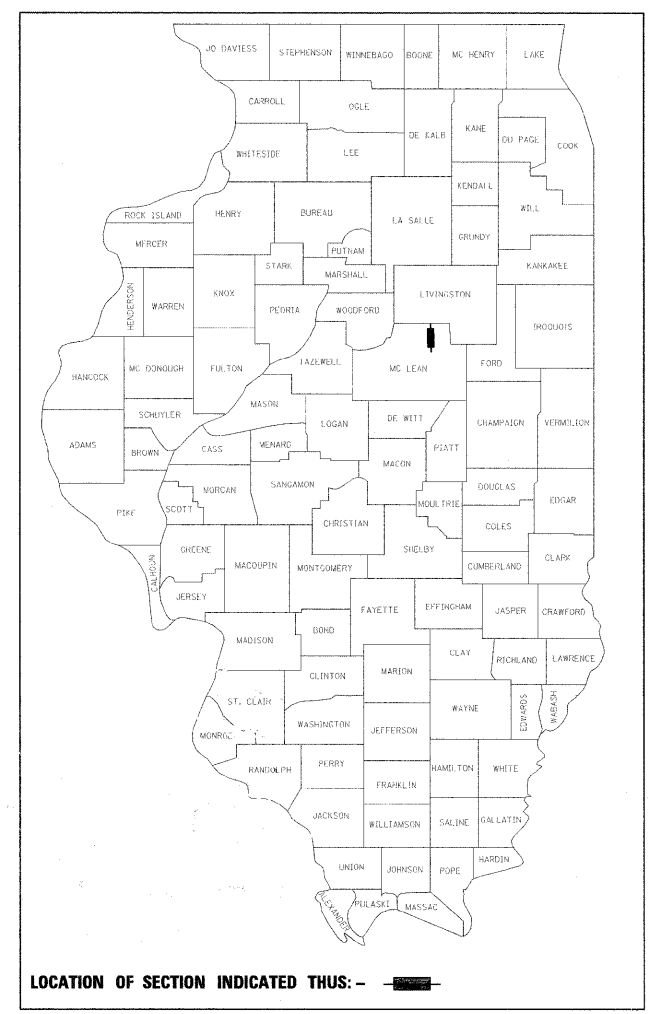 JO DAVIESS
STEPHENSON
WINNEBAGO
BOONE
MC HENRY
LAKE
CARROLL
OGLE
DE KALB
KANE
DU PAGE
COOK
WHITESIDE
LEE
KENDALL
WILL
ROCK ISLAND
HENRY
BUREAU
LA SALLE
GRUNDY
MERCER
PUTNAM
KANKAKEE
STARK
MARSHALL
HENDERSON
WARREN
KNOX
PEORIA
WOODFORD
LIVINGSTON
IROQUOIS
HANCOCK
MC DONOUGH
FULTON
TAZEWELL
MC LEAN
FORD
MASON
SCHUYLER
LOGAN
DE WITT
CHAMPAIGN
VERMILION
ADAMS
BROWN
CASS
MENARD
PIATT
MACON
SANGAMON
DOUGLAS
EDGAR
PIKE
SCOTT
MORGAN
MOULTRIE
CHRISTIAN
COLES
GREENE
SHELBY
CLARK
CALHOUN
MACOUPIN
MONTGOMERY
CUMBERLAND
JERSEY
FAYETTE
EFFINGHAM
JASPER
CRAWFORD
MADISON
BOND
CLAY
RICHLAND
LAWRENCE
CLINTON
MARION
ST. CLAIR
WAYNE
EDWARDS
WABASH
WASHINGTON
JEFFERSON
MONROE
RANDOLPH
PERRY
HAMILTON
WHITE
FRANKLIN
JACKSON
WILLIAMSON
SALINE
GALLATIN
UNION
JOHNSON
POPE
HARDIN
ALEXANDER
PULASKI
MASSAC
LOCATION OF SECTION INDICATED THUS: –